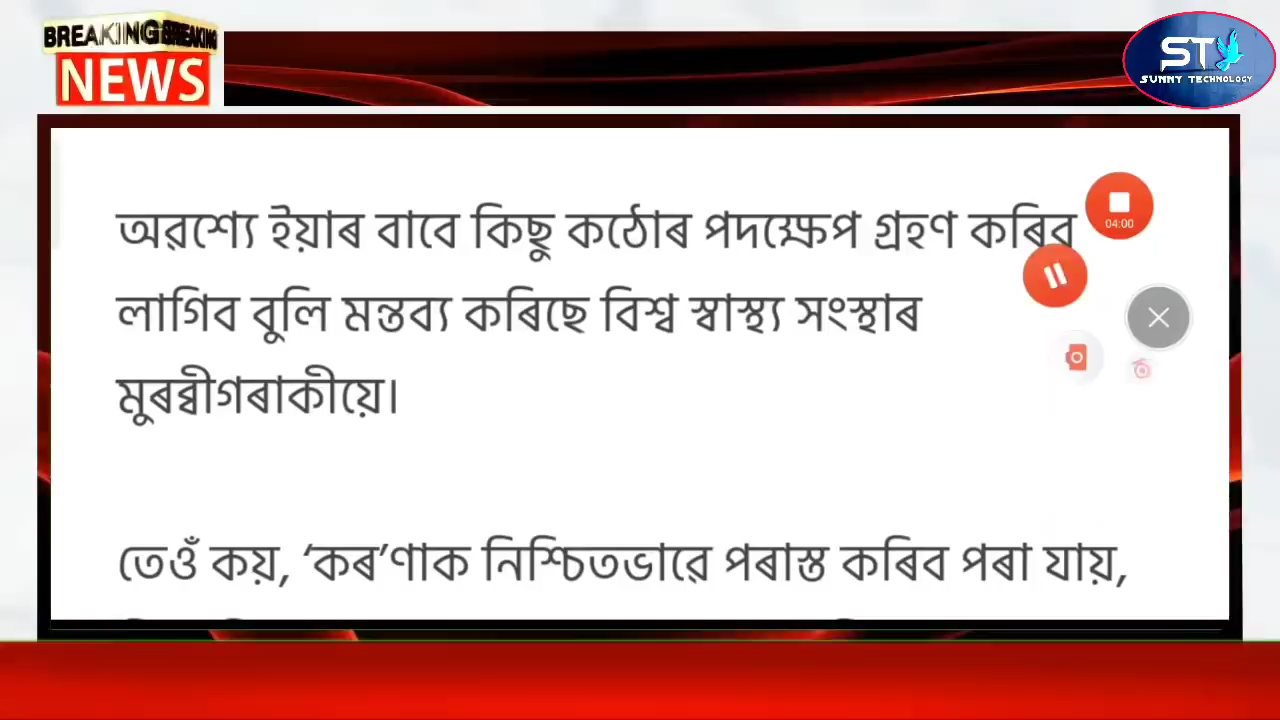 BREAKING BREAKING
NEWS
ST
SUNNY TECHNOLOGY
অৱশ্যে ইয়াৰ বাবে কিছু কঠোৰ পদক্ষেপ গ্ৰহণ কৰিব
04:00
লাগিব বুলি মন্তব্য কৰিছে বিশ্ব স্বাস্থ্য সংস্থাৰ
মুৰব্বীগৰাকীয়ে।
তেওঁ কয়, ‘কৰ’ণাক নিশ্চিতভাৱে পৰাস্ত কৰিব পৰা যায়,